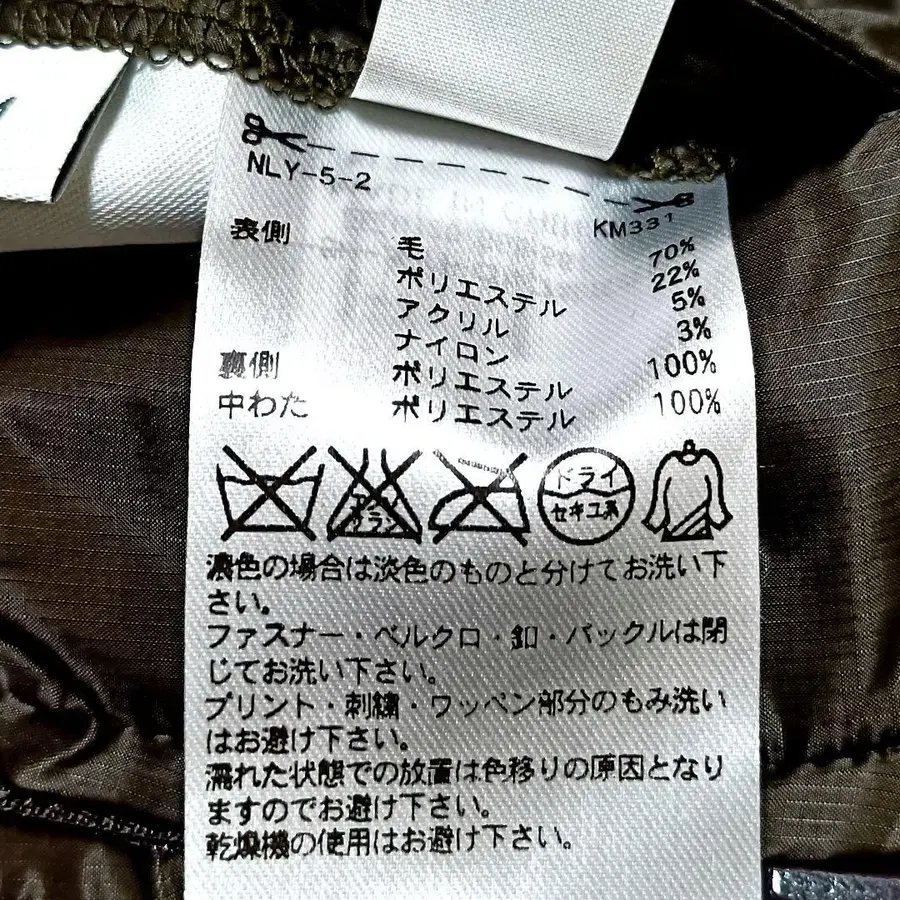 NLY-5-2
KM331
表側 毛 70%
ポリエステル 22%
アクリル 5%
ナイロン 3%
裏側 ポリエステル 100%
中わた ポリエステル 100%
エンソサラシ ドライ セキユ系
濃色の場合は淡色のものと分けてお洗い下
さい。
ファスナー・ベルクロ・釦・バックルは閉
じてお洗い下さい。
プリント・刺繍・ワッペン部分のもみ洗い
はお避け下さい。
濡れた状態での放置は色移りの原因となり
ますのでお避け下さい。
乾燥機の使用はお避け下さい。